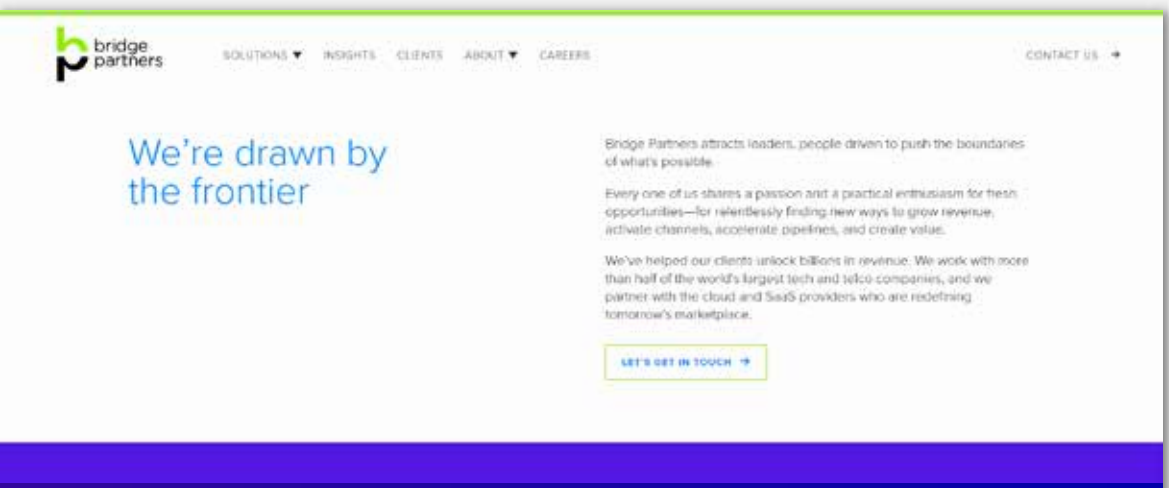 bridge
partners
SOLUTIONS ▼ INSIGHTS CLIENTS ABOUT ▼ CAREERS
CONTACT US →
We're drawn by
the frontier
Bridge Partners attracts leaders, people driven to push the boundaries
of what's possible.
Every one of us shares a passion and a practical enthusiasm for fresh
opportunities—for relentlessly finding new ways to grow revenue,
activate channels, accelerate pipelines, and create value.
We've helped our clients unlock billions in revenue. We work with more
than half of the world's largest tech and telco companies, and we
partner with the cloud and SaaS providers who are redefining
tomorrow's marketplace.
LET'S GET IN TOUCH →